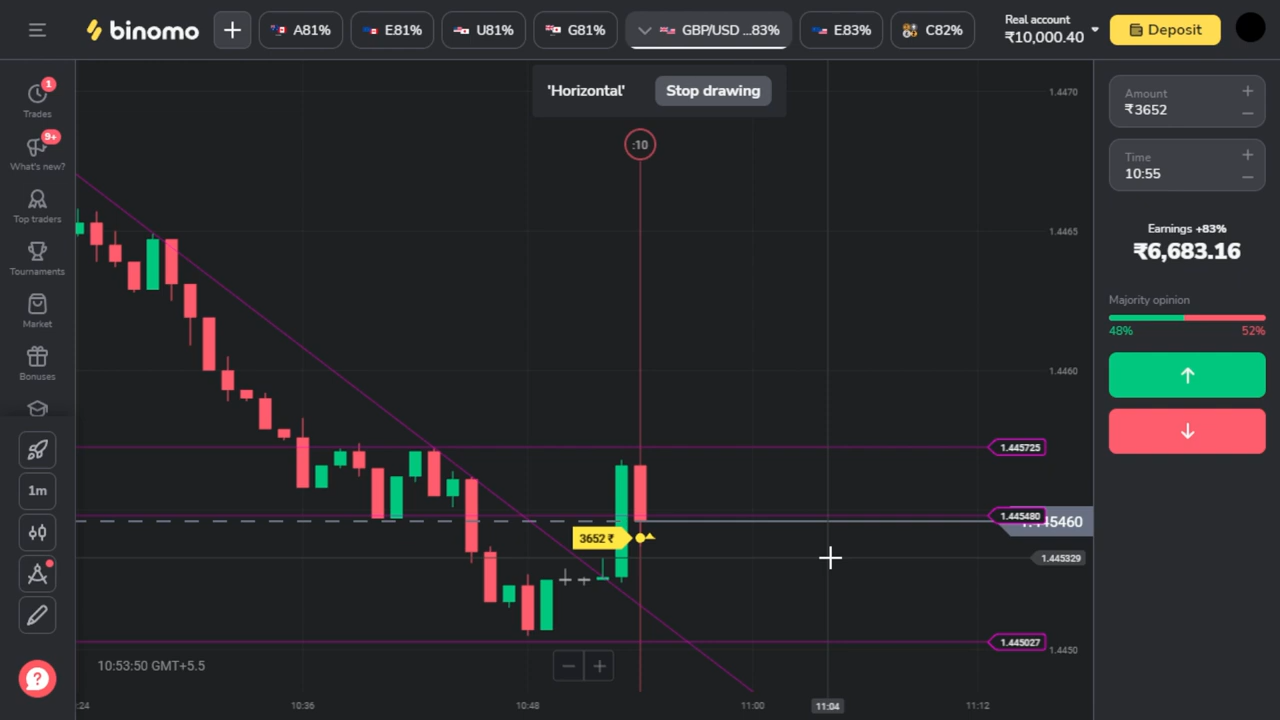 binomo
+
A81%
E81%
U81%
G81%
GBP/USD ...83%
E83%
C82%
Real account
₹10,000.40
Deposit
1
Trades
9+
What's new?
Top traders
Tournaments
Market
Bonuses
1m
?
'Horizontal'
Stop drawing
:10
1.4470
1.4465
1.4460
1.445725
1.445480
45460
1.445329
1.445027
1.4450
3652 ₹
10:53:50 GMT+5.5
− +
:24
10:36
10:48
11:00
11:04
11:12
Amount
₹3652
+
−
Time
10:55
+
−
Earnings +83%
₹6,683.16
Majority opinion
48%
52%